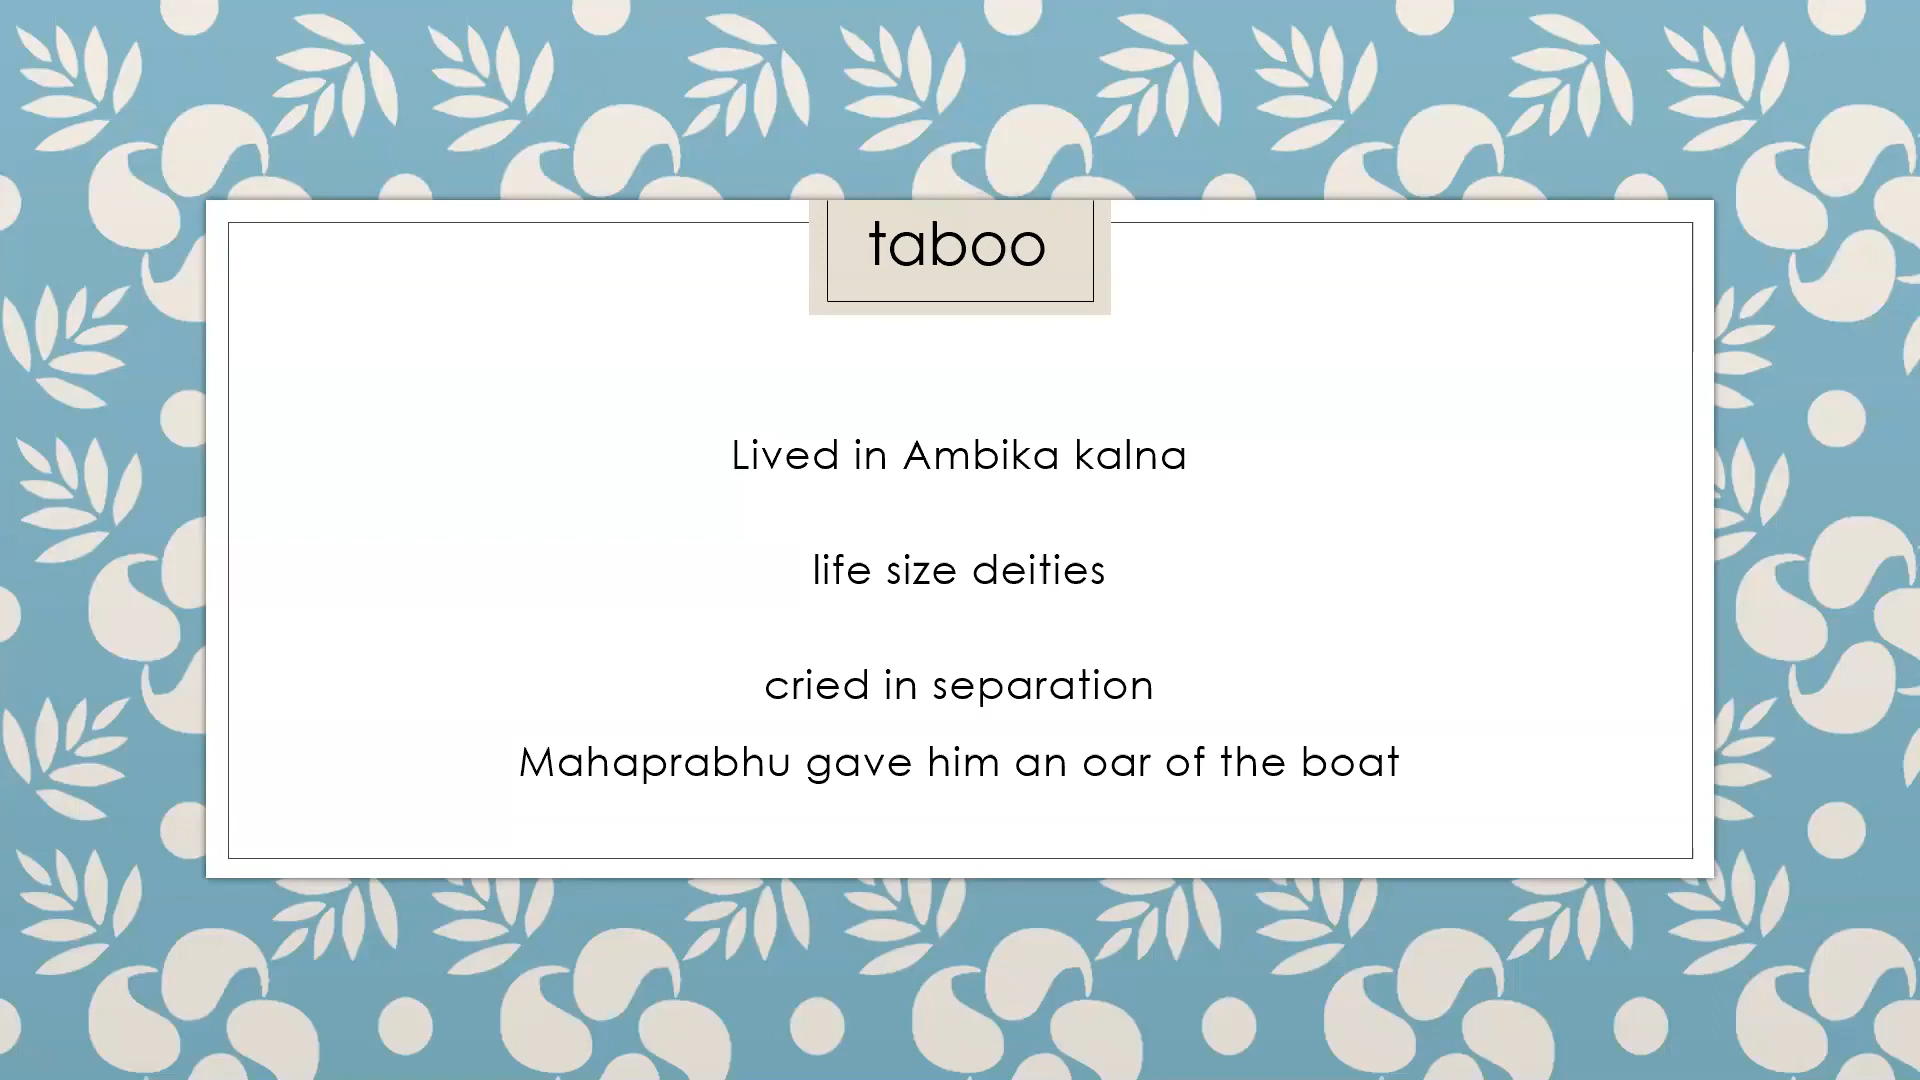 taboo
Lived in Ambika kalna
life size deities
cried in separation
Mahaprabhu gave him an oar of the boat